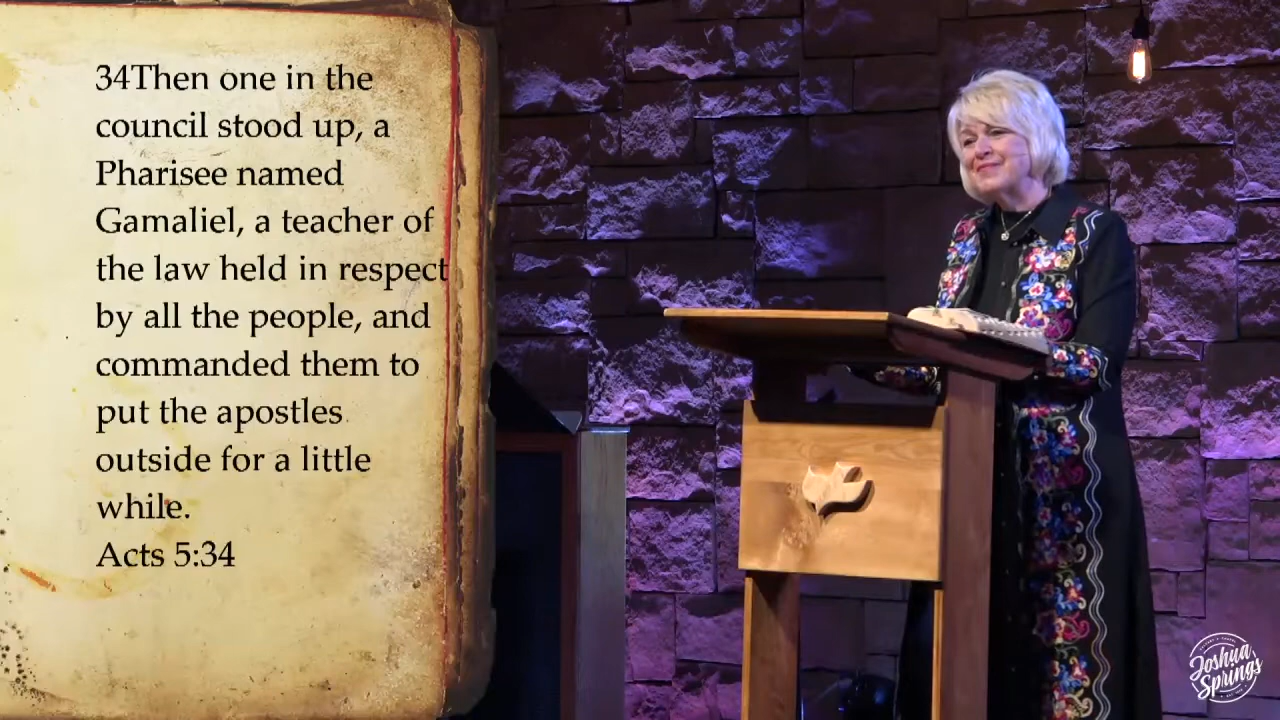 34Then one in the
council stood up, a
Pharisee named
Gamaliel, a teacher of
the law held in respect
by all the people, and
commanded them to
put the apostles
outside for a little
while.
Acts 5:34
Joshua
Springs